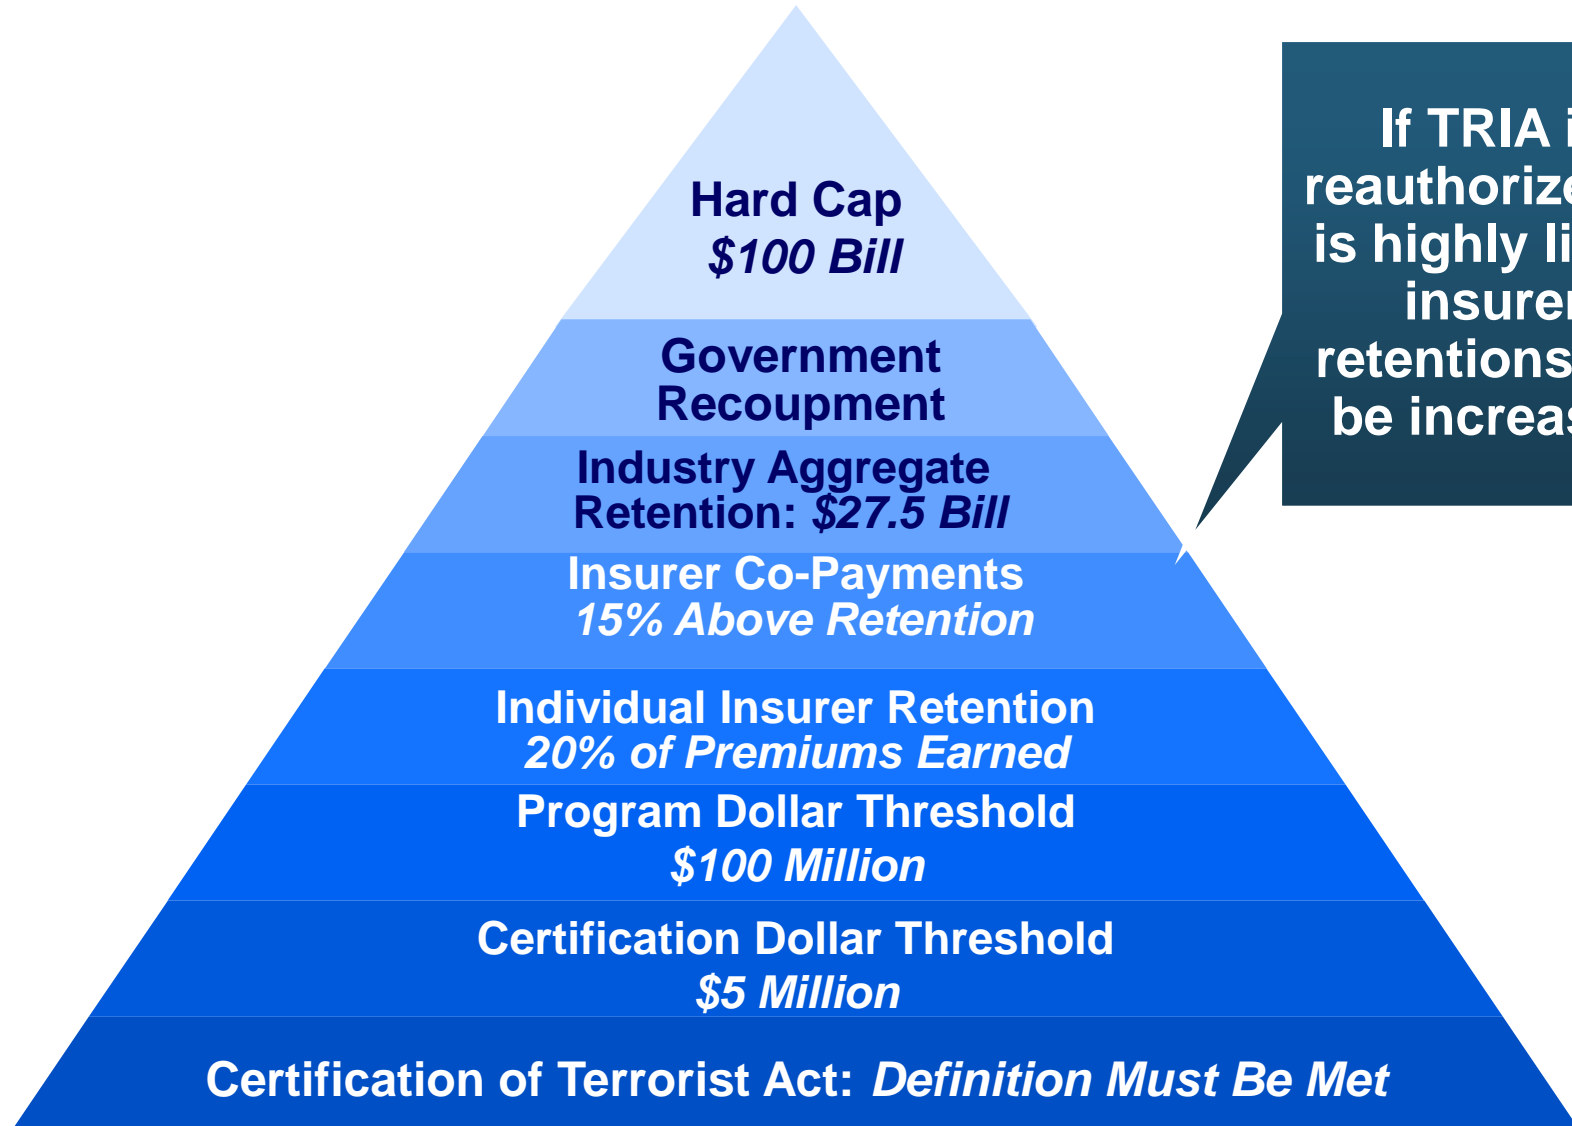 Hard Cap
$100 Bill
Government
Recoupment
Industry Aggregate
Retention: $27.5 Bill
Insurer Co-Payments
15% Above Retention
Individual Insurer Retention
20% of Premiums Earned
Program Dollar Threshold
$100 Million
Certification Dollar Threshold
$5 Million
Certification of Terrorist Act: Definition Must Be Met
If TRIA
is highly
retentions
be